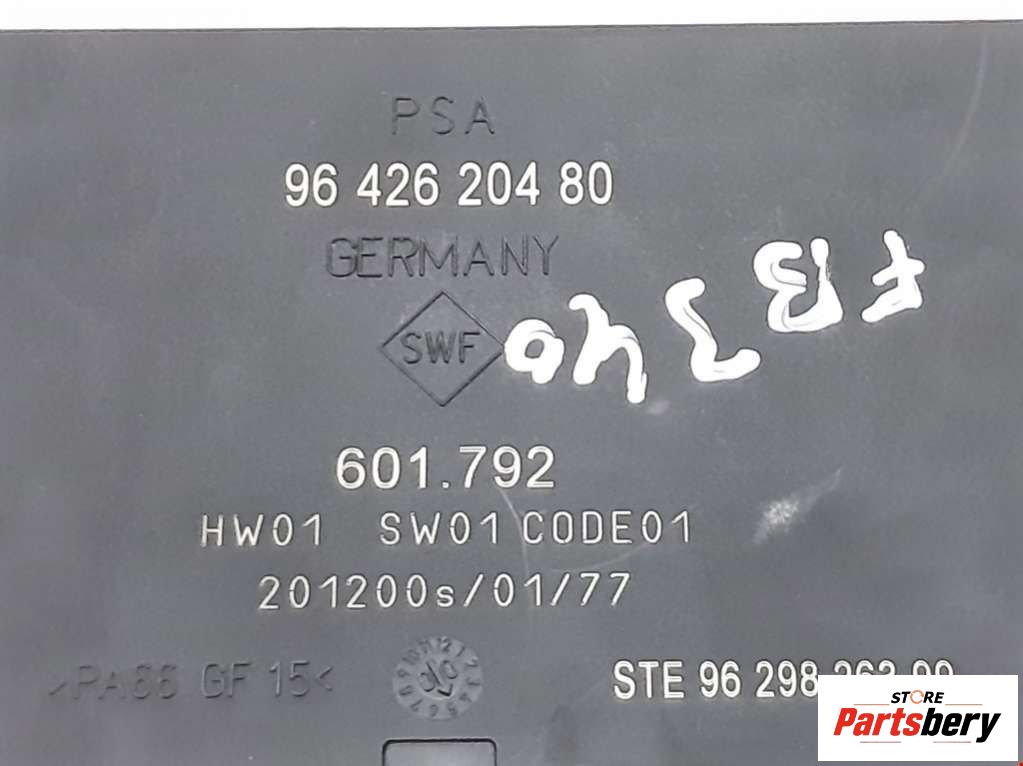 PSA
96 426 204 80
GERMANY
SWF
601.792
HW01 SW01 CODE01
201200s/01/77
>PA66 GF 15<
STE 96 298
STORE
Partsbery